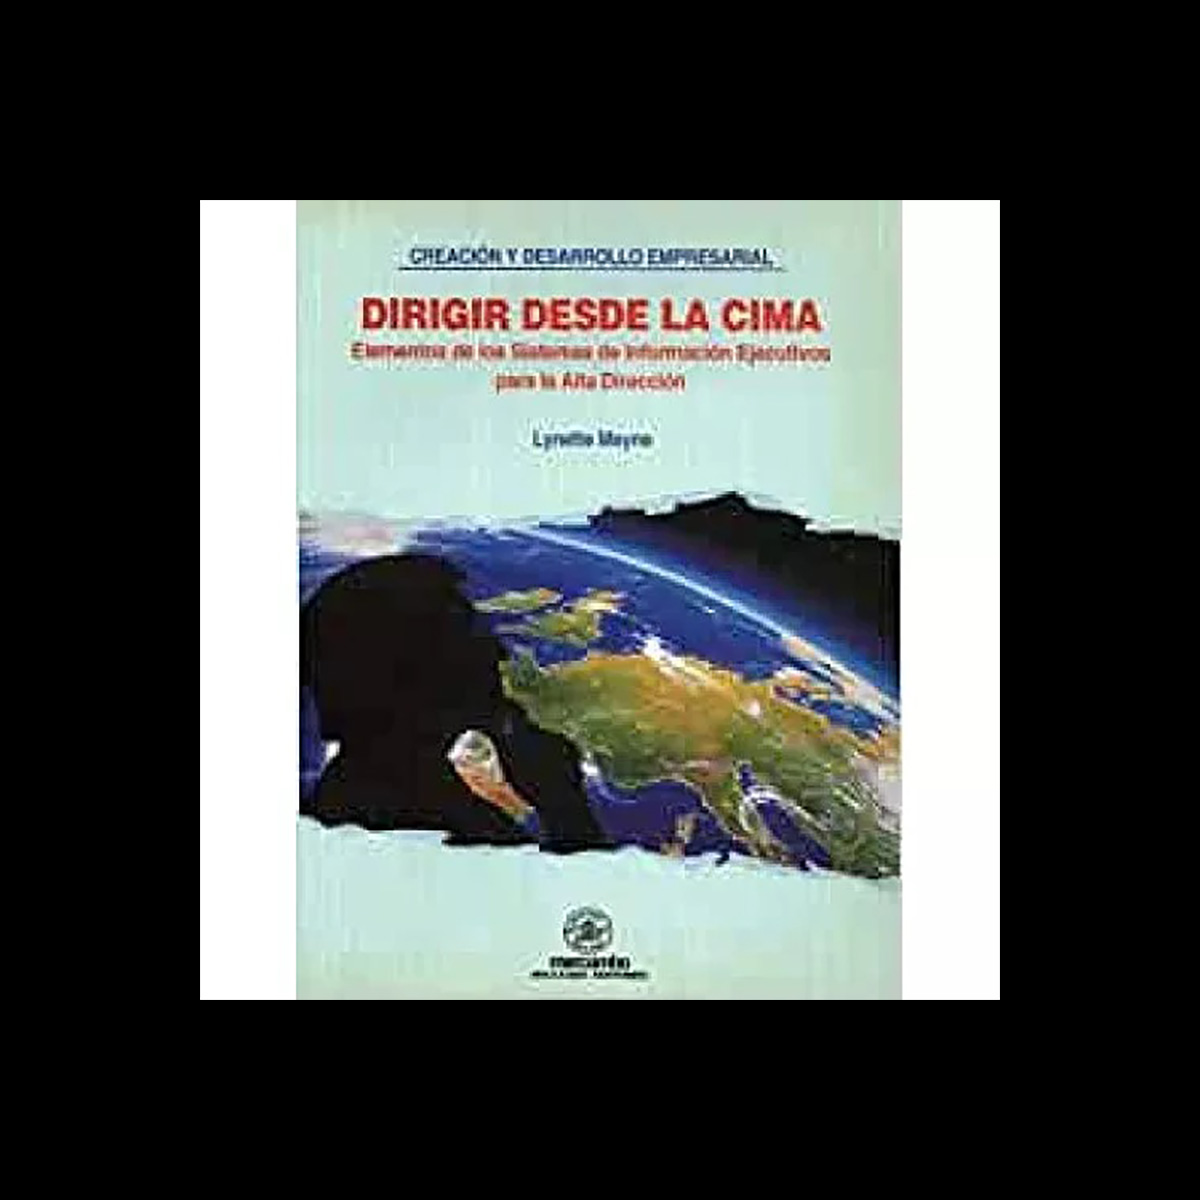 CREACIÓN Y DESARROLLO EMPRESARIAL
DIRIGIR DESDE LA CIMA
Elementos de los Sistemas de Información Ejecutivos
para la Alta Dirección
Lynette Mayne
marcombo